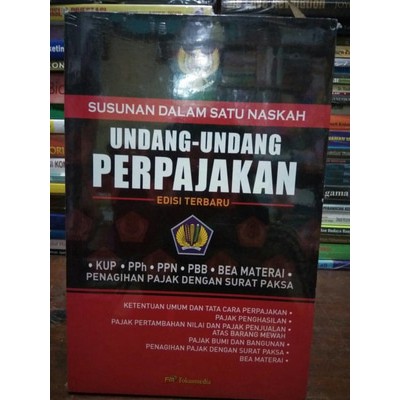 SUSUNAN DALAM SATU NASKAH
UNDANG-UNDANG
PERPAJAKAN
EDISI TERBARU
• KUP • PPh • PPN • PBB • BEA MATERAI •
PENAGIHAN PAJAK DENGAN SURAT PAKSA
KETENTUAN UMUM DAN TATA CARA PERPAJAKAN •
PAJAK PENGHASILAN •
PAJAK PERTAMBAHAN NILAI DAN PAJAK PENJUALAN •
ATAS BARANG MEWAH
PAJAK BUMI DAN BANGUNAN •
PENAGIHAN PAJAK DENGAN SURAT PAKSA •
BEA MATERAI •